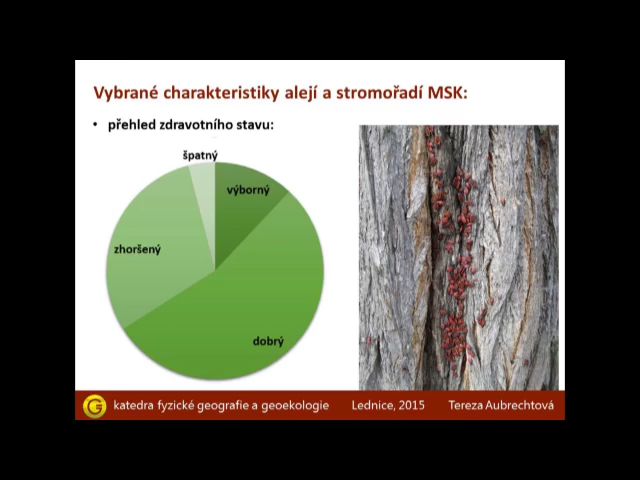 Vybrané charakteristiky alejí a stromořadí MSK:
• přehled zdravotního stavu:
špatný
výborný
zhoršený
dobrý
G katedra fyzické geografie a geoekologie Lednice, 2015 Tereza Aubrechtová